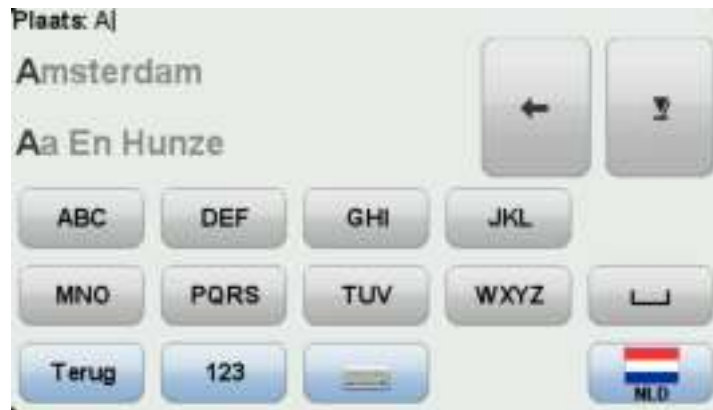 Plaats: A
Amsterdam
Aa En Hunze
ABC DEF GHI JKL
MNO PQRS TUV WXYZ
Terug 123 NLD